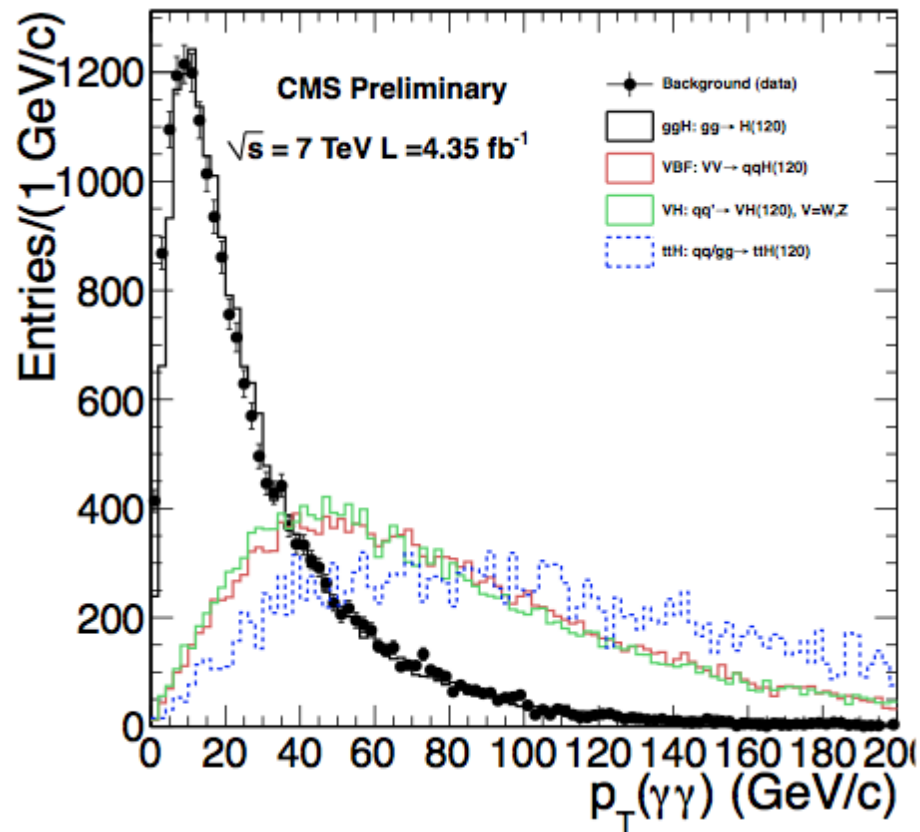 Entries/(1 GeV/c)
1200
1000
800
600
400
200
0
CMS Preliminary
√s = 7 TeV L =4.35 fb⁻¹
Background (data)
ggH: gg→ H(120)
VBF: VV→ qqH(120)
VH: qq'→ VH(120), V=W,Z
ttH: qq/gg→ ttH(120)
0 20 40 60 80 100 120 140 160 180 20
p_T(γγ) (GeV/c)